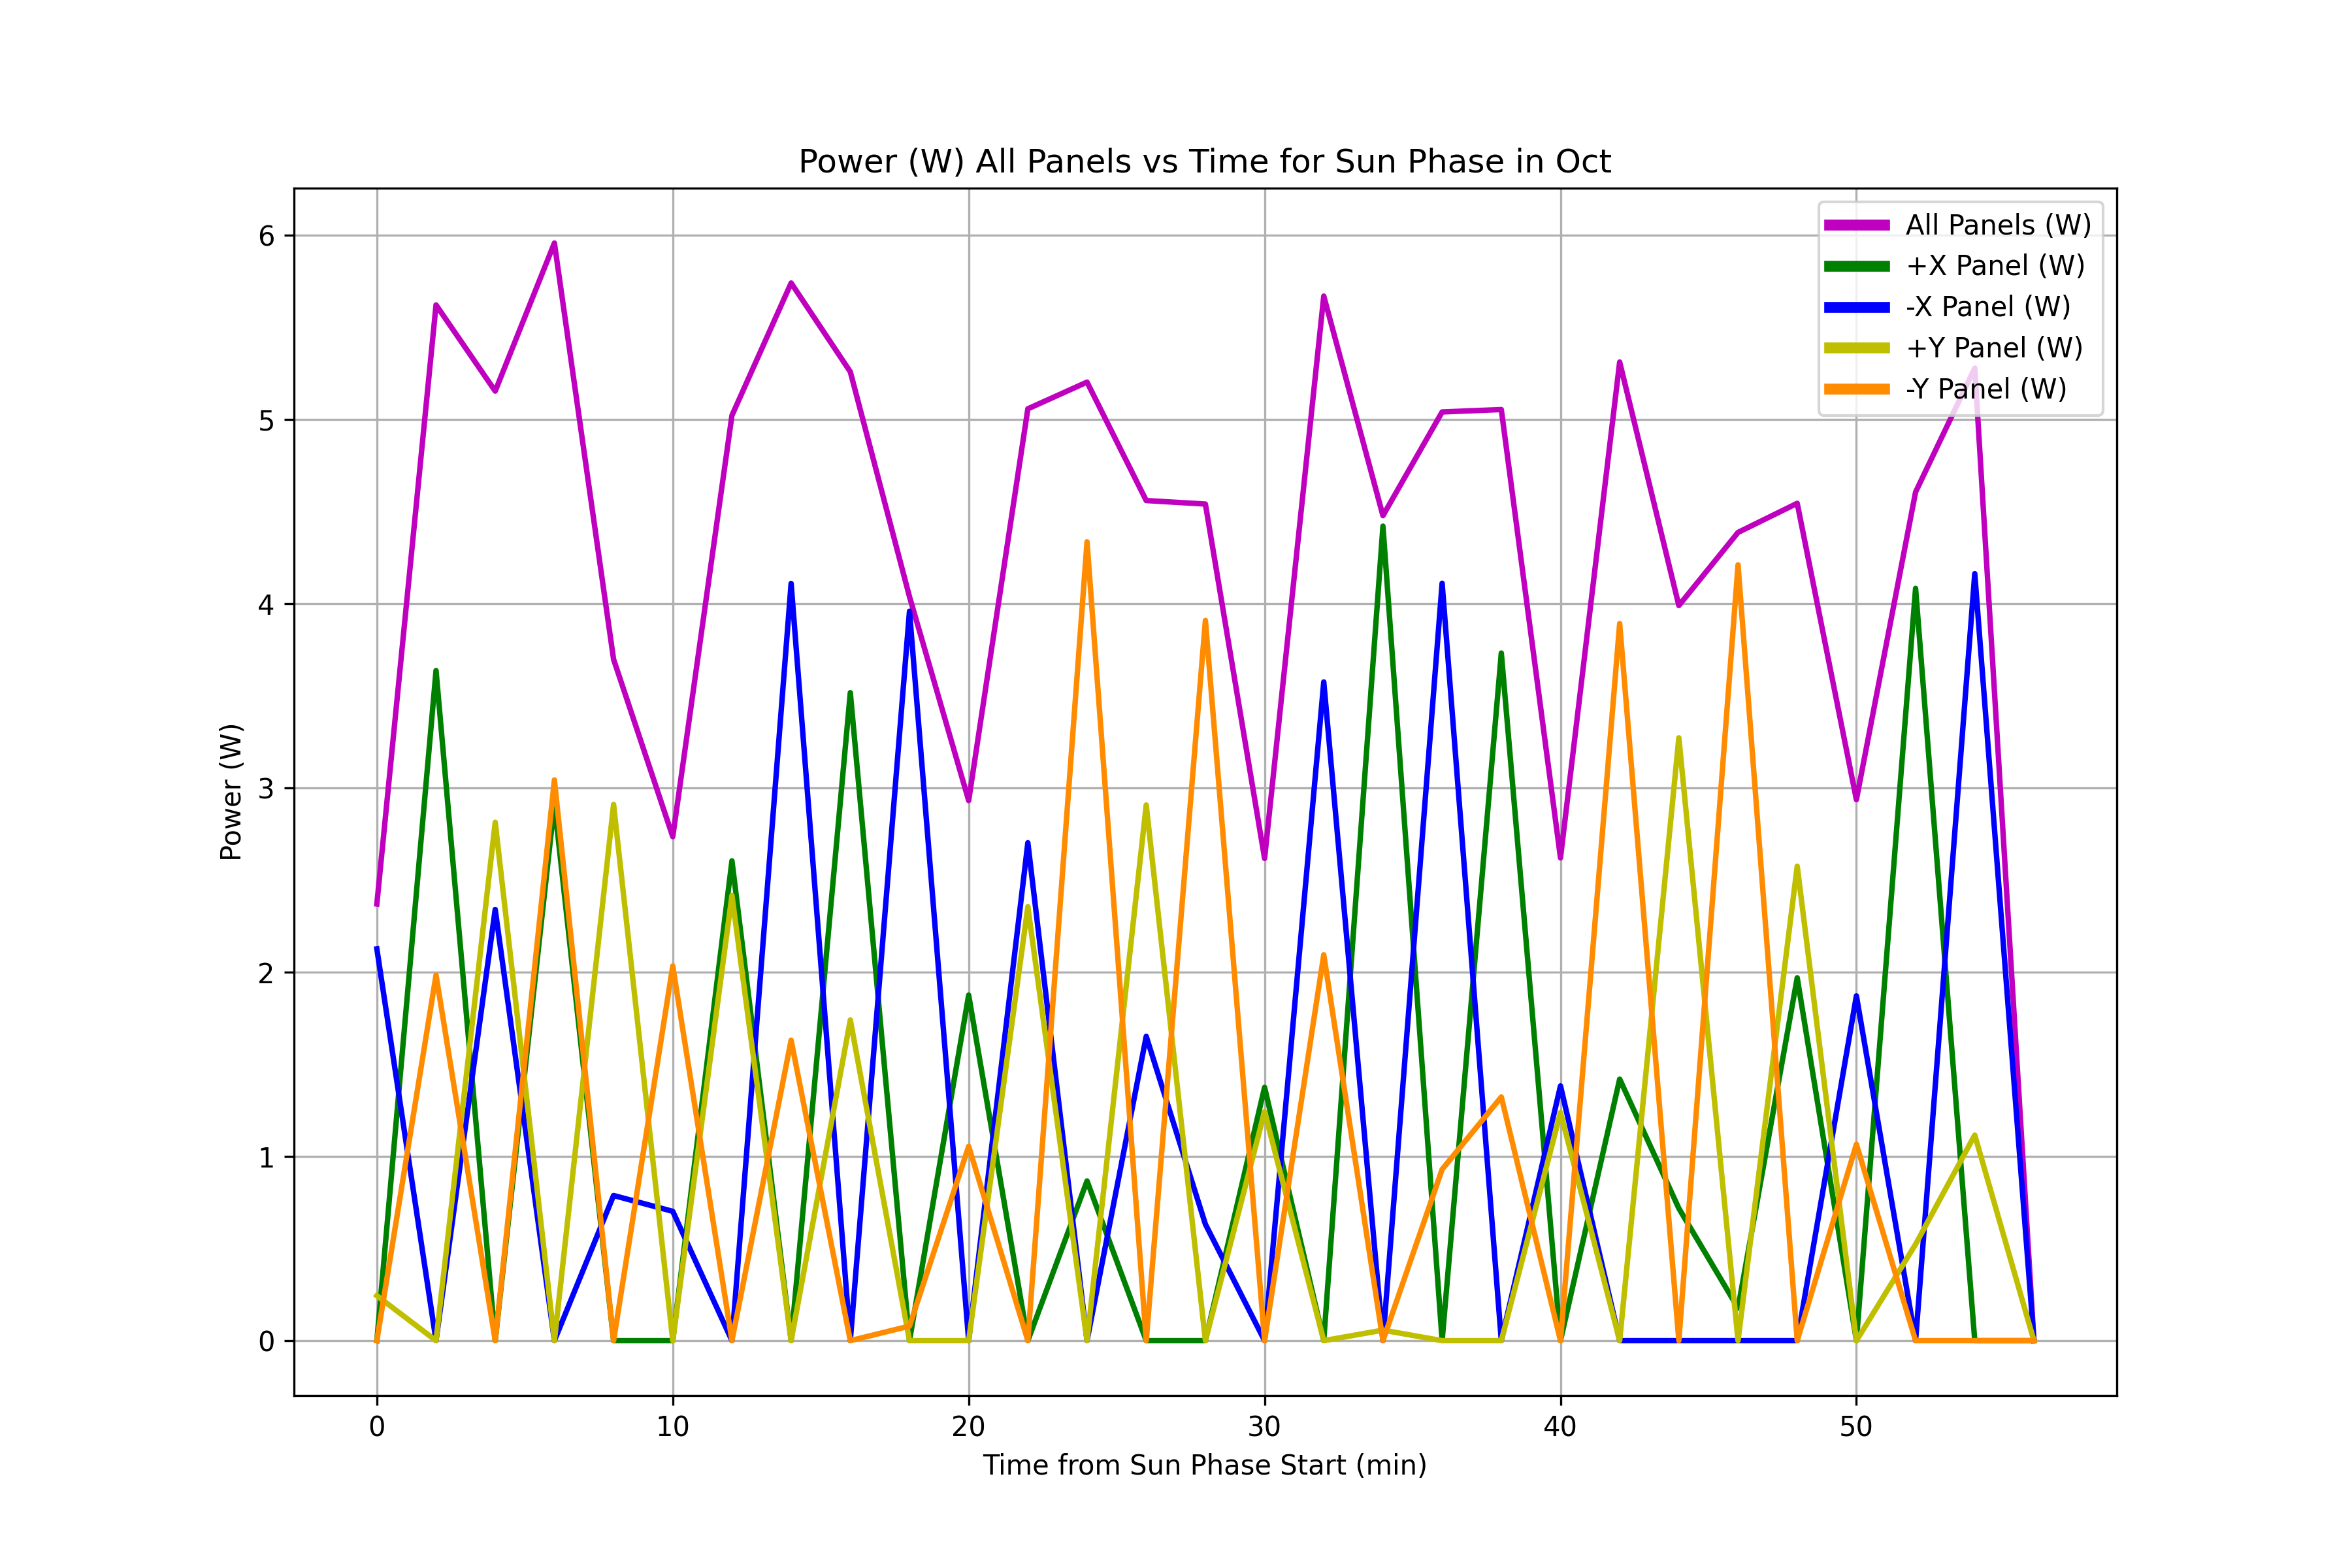 Power (W) All Panels vs Time for Sun Phase in Oct
All Panels (W)
+X Panel (W)
-X Panel (W)
+Y Panel (W)
-Y Panel (W)
6
5
4
3
2
1
0
Power (W)
0 10 20 30 40 50
Time from Sun Phase Start (min)